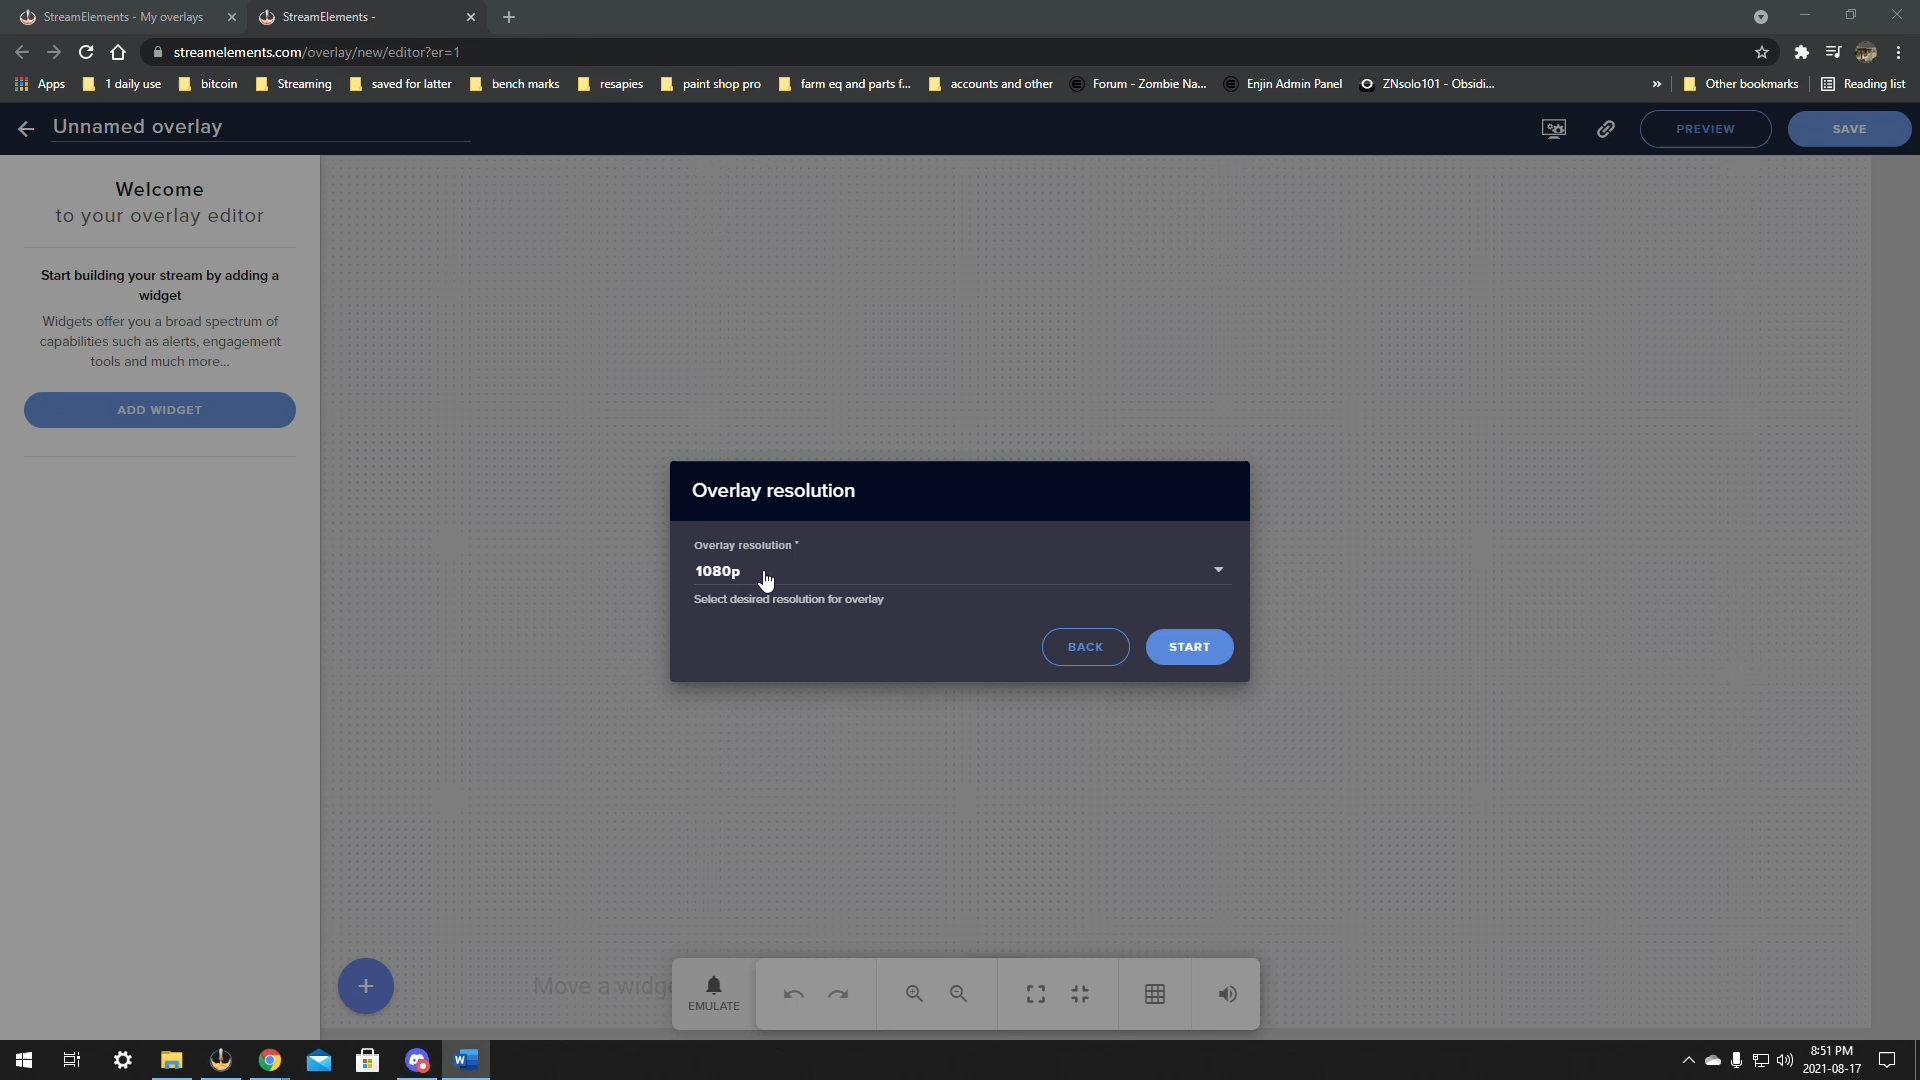 StreamElements - My overlays
StreamElements -
streamelements.com/overlay/new/editor?er=1
Apps
1 daily use
bitcoin
Streaming
saved for latter
bench marks
resapies
paint shop pro
farm eq and parts f...
accounts and other
Forum - Zombie Na...
Enjin Admin Panel
ZNsolo101 - Obsidi...
»
Other bookmarks
Reading list
Unnamed overlay
PREVIEW
SAVE
Welcome
to your overlay editor
Start building your stream by adding a
widget
Widgets offer you a broad spectrum of
capabilities such as alerts, engagement
tools and much more...
ADD WIDGET
Overlay resolution
Overlay resolution *
1080p
Select desired resolution for overlay
BACK
START
Move a widge
EMULATE
8:51 PM
2021-08-17